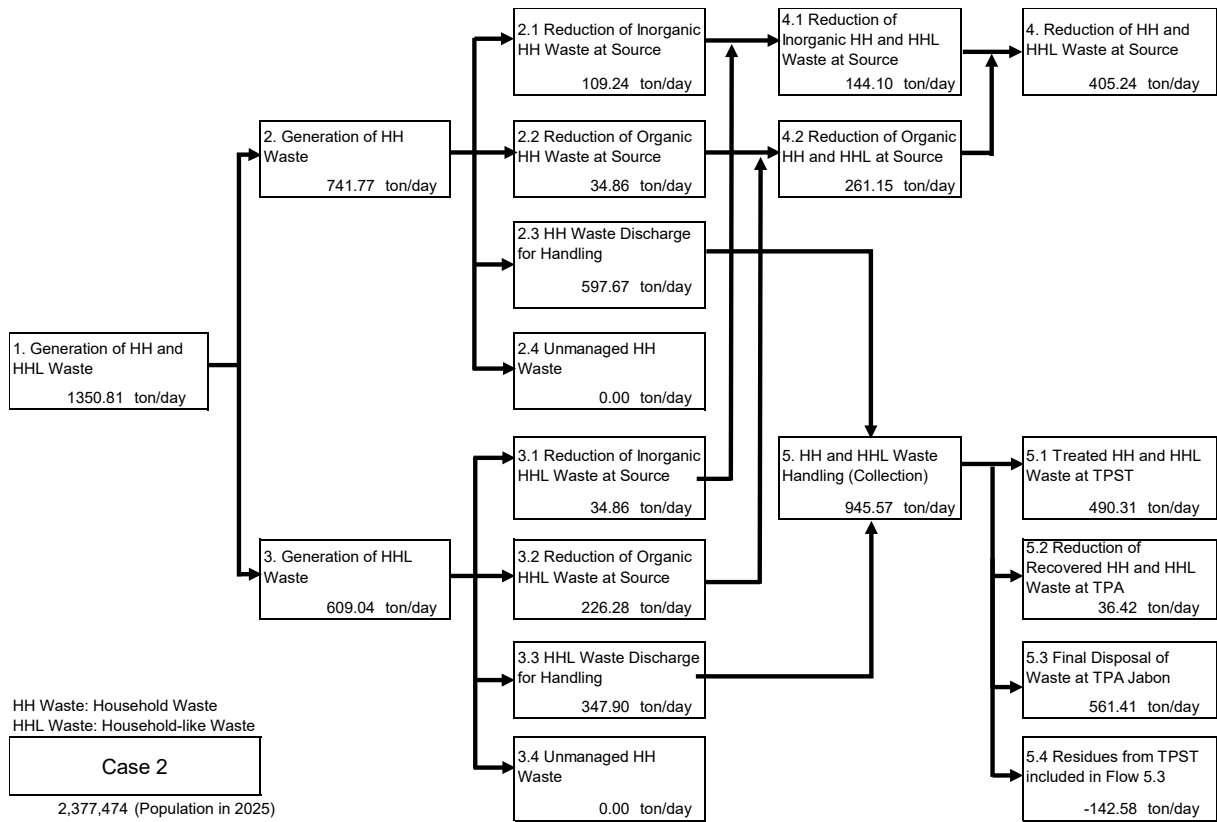 2.1 Reduction of Inorganic
HH Waste at Source
109.24 ton/day
4.1 Reduction of
Inorganic HH and HHL
Waste at Source
144.10 ton/day
4. Reduction of HH and
HHL Waste at Source
405.24 ton/day
2. Generation of HH
Waste
741.77 ton/day
2.2 Reduction of Organic
HH Waste at Source
34.86 ton/day
4.2 Reduction of Organic
HH and HHL at Source
261.15 ton/day
2.3 HH Waste Discharge
for Handling
597.67 ton/day
1. Generation of HH and
HHL Waste
1350.81 ton/day
2.4 Unmanaged HH
Waste
0.00 ton/day
3.1 Reduction of Inorganic
HHL Waste at Source
34.86 ton/day
5. HH and HHL Waste
Handling (Collection)
945.57 ton/day
5.1 Treated HH and HHL
Waste at TPST
490.31 ton/day
3. Generation of HHL
Waste
609.04 ton/day
3.2 Reduction of Organic
HHL Waste at Source
226.28 ton/day
5.2 Reduction of
Recovered HH and HHL
Waste at TPA
36.42 ton/day
3.3 HHL Waste Discharge
for Handling
347.90 ton/day
5.3 Final Disposal of
Waste at TPA Jabon
561.41 ton/day
HH Waste: Household Waste
HHL Waste: Household-like Waste
Case 2
2,377,474 (Population in 2025)
3.4 Unmanaged HH
Waste
0.00 ton/day
5.4 Residues from TPST
included in Flow 5.3
-142.58 ton/day